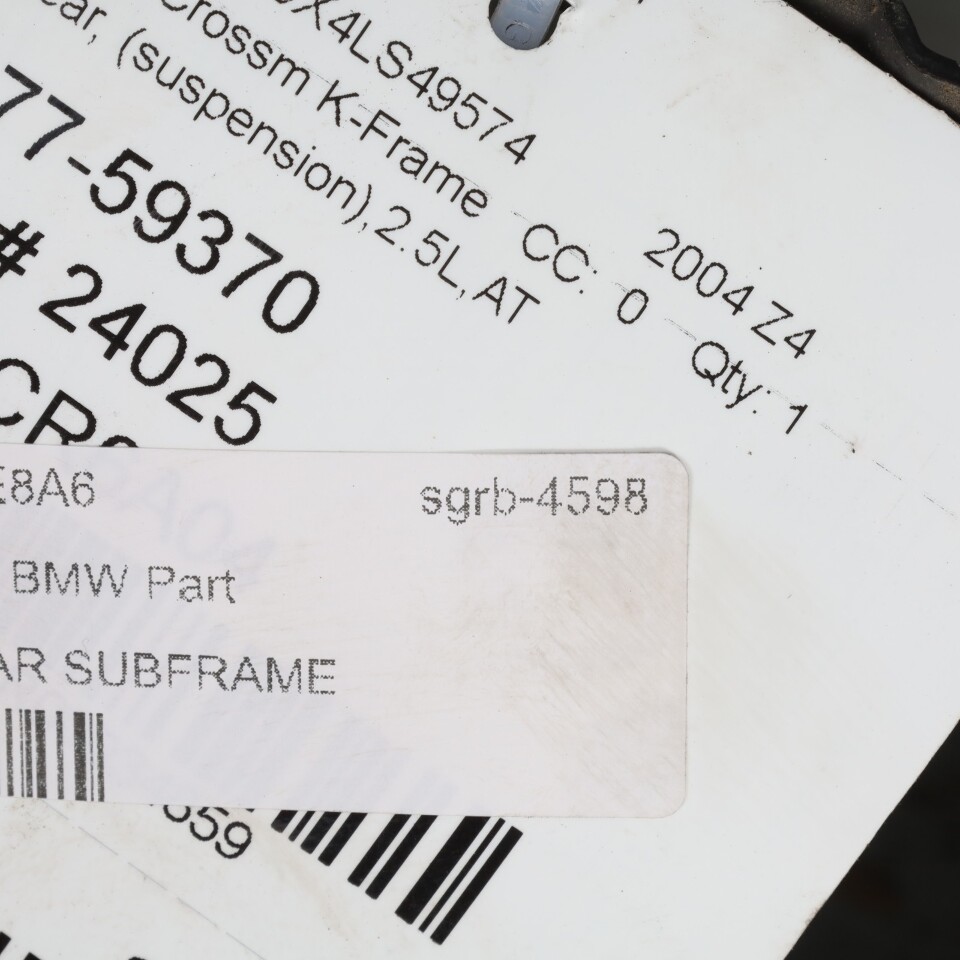 X4LS49574
Crossm K-Frame CC: 0 2004 Z4
ear, (suspension),2.5L,AT Qty: 1
77-59370
# 24025
E8A6 sgrb-4598
BMW Part
AR SUBFRAME
659